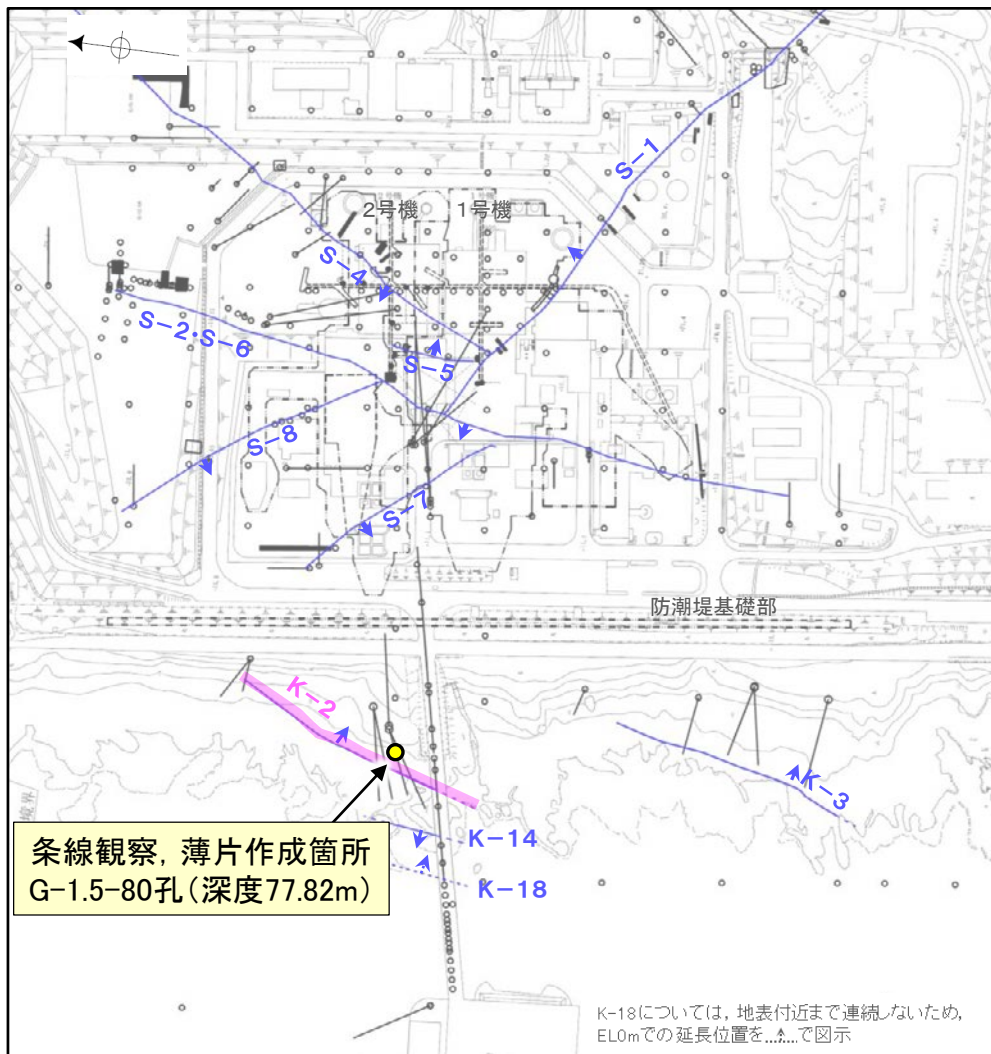 2号機
1号機
S-1
S-4
S-2・S-6
S-5
S-8
S-7
防潮堤基礎部
K-2
K-3
条線観察, 薄片作成箇所
G-1.5-80孔(深度77.82m)
K-14
K-18
境界
K-18については, 地表付近まで連続しないため,
EL0mでの延長位置を で図示